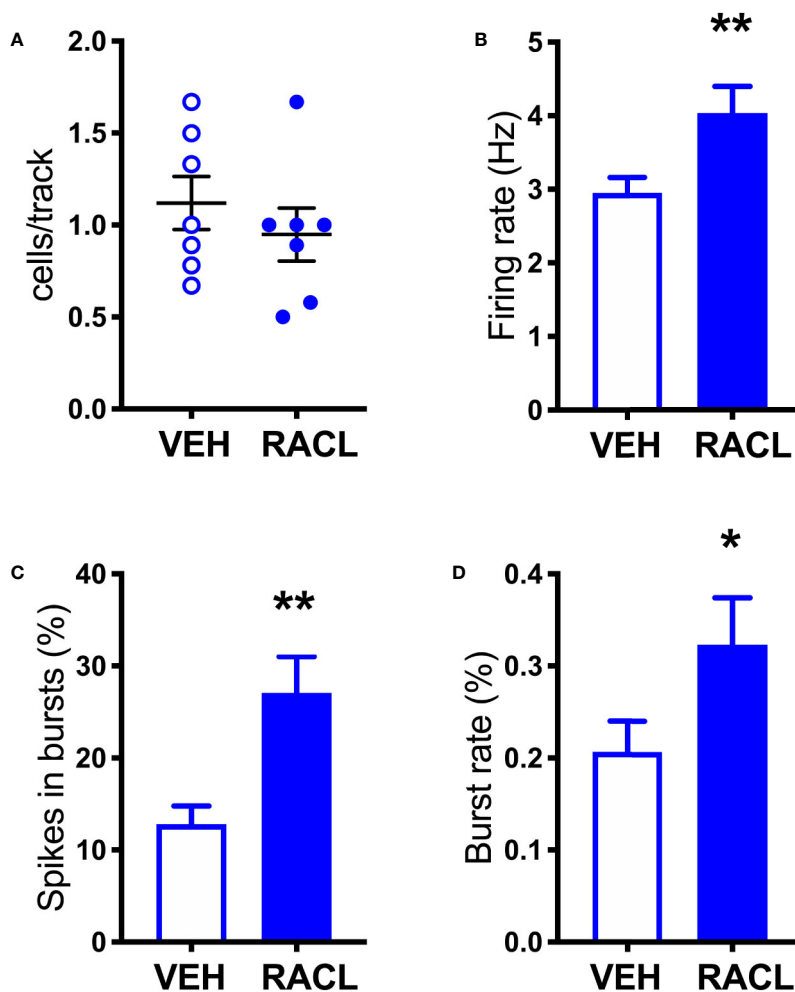 A
cells/track
2.0
1.5
1.0
0.5
0.0
VEH RACL
B
Firing rate (Hz)
**
5
4
3
2
1
0
VEH RACL
C
Spikes in bursts (%)
**
40
30
20
10
0
VEH RACL
D
Burst rate (%)
*
0.4
0.3
0.2
0.1
0.0
VEH RACL